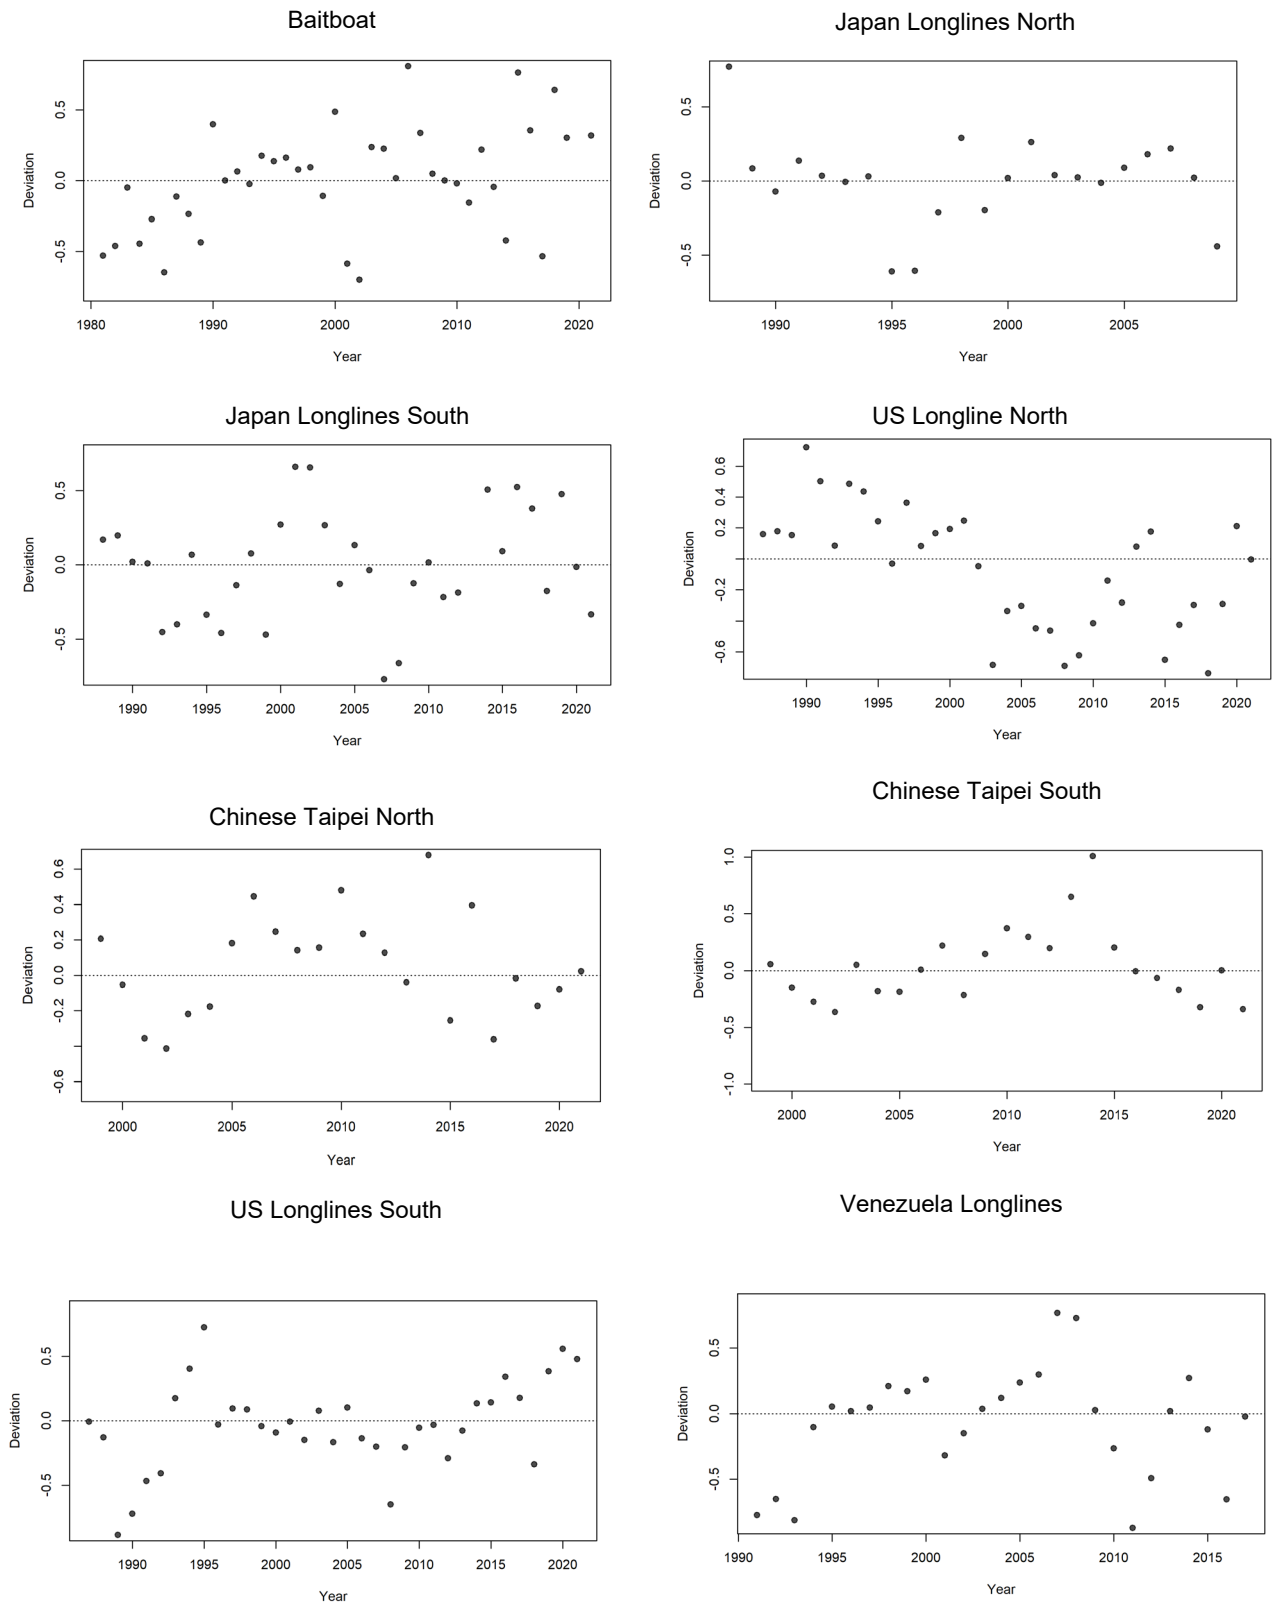 Baitboat
Deviation
0.5
0.0
-0.5
1980 1990 2000 2010 2020
Year
Japan Longlines North
Deviation
0.5
0.0
-0.5
1990 1995 2000 2005
Year
Japan Longlines South
Deviation
0.5
0.0
-0.5
1990 1995 2000 2005 2010 2015 2020
Year
US Longline North
Deviation
0.6
0.4
0.2
-0.2
-0.6
1990 1995 2000 2005 2010 2015 2020
Year
Chinese Taipei North
Deviation
0.6
0.4
0.2
0.0
-0.2
-0.6
2000 2005 2010 2015 2020
Year
Chinese Taipei South
Deviation
1.0
0.5
0.0
-0.5
-1.0
2000 2005 2010 2015 2020
Year
US Longlines South
Deviation
0.5
0.0
-0.5
1990 1995 2000 2005 2010 2015 2020
Year
Venezuela Longlines
Deviation
0.5
0.0
-0.5
1990 1995 2000 2005 2010 2015
Year